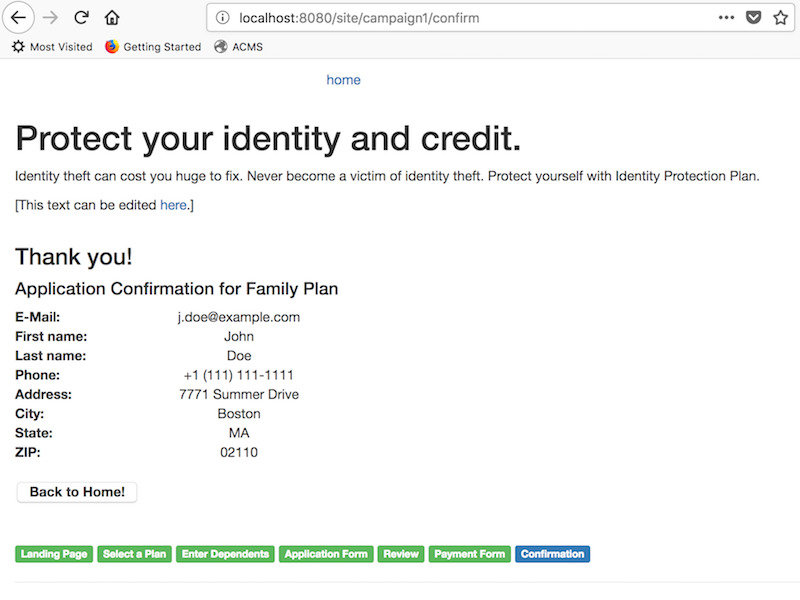 localhost:8080/site/campaign1/confirm
Most Visited Getting Started ACMS
home
Protect your identity and credit.
Identity theft can cost you huge to fix. Never become a victim of identity theft. Protect yourself with Identity Protection Plan.
[This text can be edited here.]
Thank you!
Application Confirmation for Family Plan
E-Mail: j.doe@example.com
First name: John
Last name: Doe
Phone: +1 (111) 111-1111
Address: 7771 Summer Drive
City: Boston
State: MA
ZIP: 02110
Back to Home!
Landing Page Select a Plan Enter Dependents Application Form Review Payment Form Confirmation